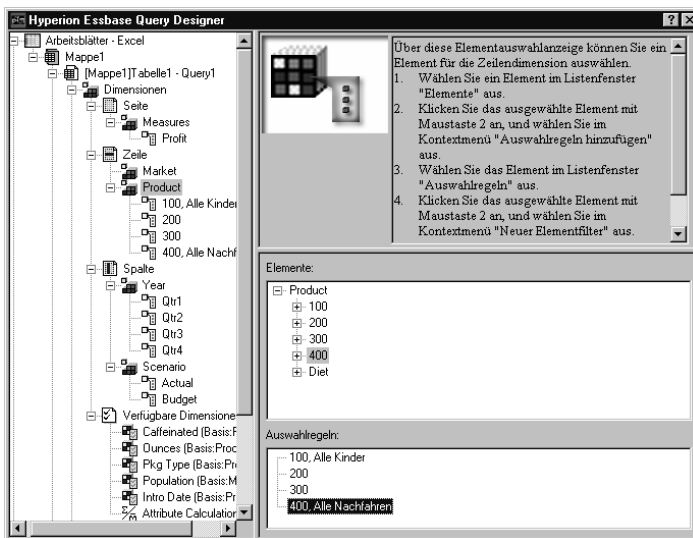 Hyperion Essbase Query Designer
Arbeitsblätter - Excel
Mappe1
[Mappe1]Tabelle1 - Query1
Dimensionen
Seite
Measures
Profit
Zeile
Market
Product
100, Alle Kinder
200
300
400, Alle Nachf
Spalte
Year
Qtr1
Qtr2
Qtr3
Qtr4
Scenario
Actual
Budget
Verfügbare Dimensione
Caffeinated (Basis:F
Ounces (Basis:Proc
Pkg Type (Basis:Pr
Population (Basis:M
Intro Date (Basis:Pr
Attribute Calculation
Über diese Elementauswahlanzeige können Sie ein
Element für die Zeilendimension auswählen.
1. Wählen Sie ein Element im Listenfenster
"Elemente" aus.
2. Klicken Sie das ausgewählte Element mit
Maustaste 2 an, und wählen Sie im
Kontextmenü "Auswahlregeln hinzufügen"
aus.
3. Wählen Sie das Element im Listenfenster
"Auswahlregeln" aus.
4. Klicken Sie das ausgewählte Element mit
Maustaste 2 an, und wählen Sie im
Kontextmenü "Neuer Elementfilter" aus.
Elemente:
Product
100
200
300
400
Diet
Auswahlregeln:
100, Alle Kinder
200
300
400, Alle Nachfahren